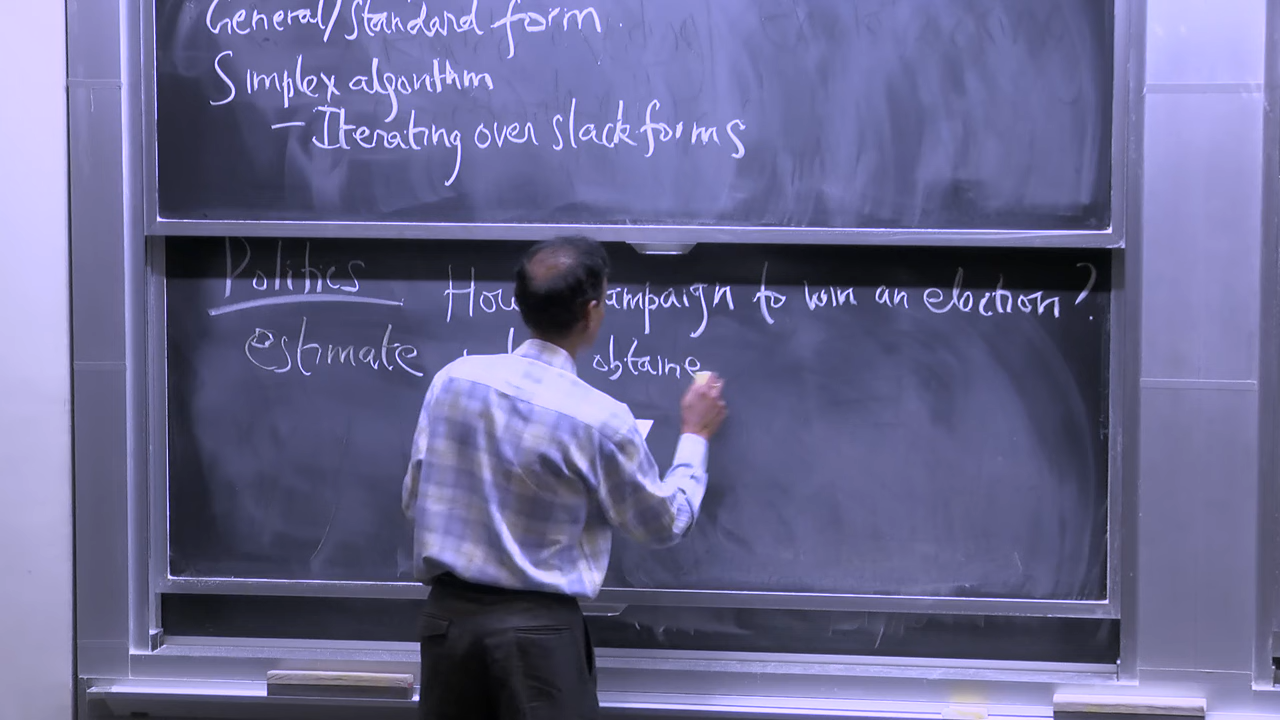 General/Standard form.
Simplex algorithm
- Iterating over slack forms
Politics How campaign to win an election?
estimate obtaine